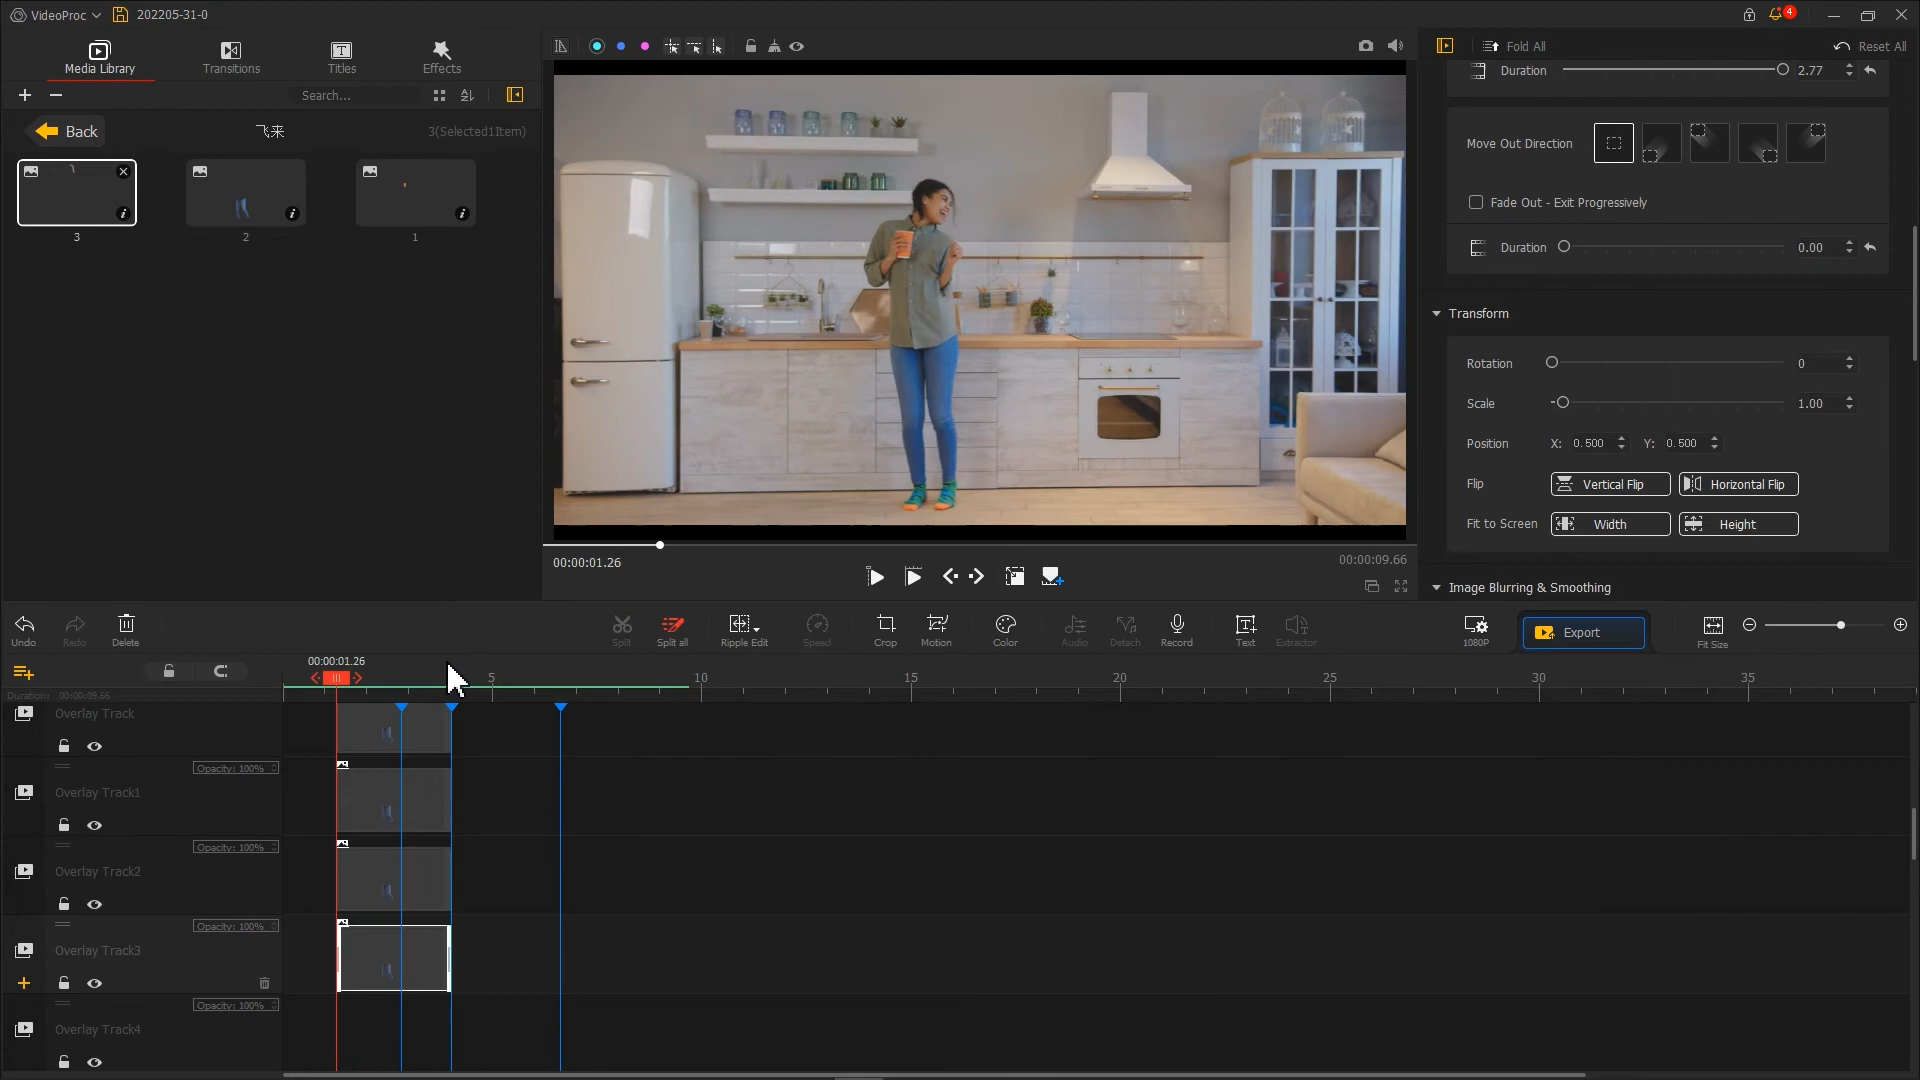 VideoProc
202205-31-0
4
Media Library
Transitions
Titles
Effects
Search...
Back
飞来
3(Selected1Item)
3
2
1
00:00:01.26
00:00:09.66
Fold All
Reset All
Duration
2.77
Move Out Direction
Fade Out - Exit Progressively
Duration
0.00
Transform
Rotation
0
Scale
1.00
Position
X: 0.500
Y: 0.500
Flip
Vertical Flip
Horizontal Flip
Fit to Screen
Width
Height
Image Blurring & Smoothing
Undo
Redo
Delete
Split
Split all
Ripple Edit
Speed
Crop
Motion
Color
Audio
Detach
Record
Text
Extractor
1080P
Export
Fit Size
00:00:01.26
5
10
15
20
25
30
35
Duration: 00:00:09.66
Overlay Track
Opacity: 100%
Overlay Track1
Opacity: 100%
Overlay Track2
Opacity: 100%
Overlay Track3
Opacity: 100%
Overlay Track4